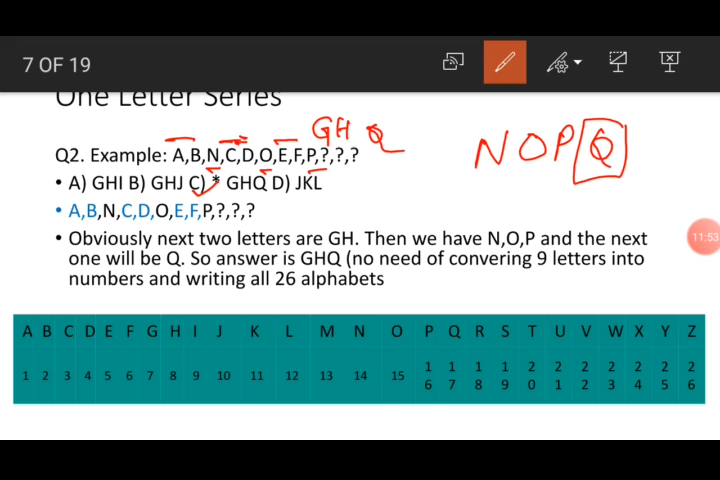 7 OF 19
One Letter Series
GH Q
NOPQ
Q2. Example: A,B,N,C,D,O,E,F,P,?,?,?
• A) GHI B) GHJ C) * GHQ D) JKL
• A,B,N,C,D,O,E,F,P,?,?,?
• Obviously next two letters are GH. Then we have N,O,P and the next
one will be Q. So answer is GHQ (no need of convering 9 letters into
numbers and writing all 26 alphabets
11:53
A B C D E F G H I J K L M N O P Q R S T U V W X Y Z
1 2 3 4 5 6 7 8 9 10 11 12 13 14 15 16 17 18 19 20 21 22 23 24 25 26